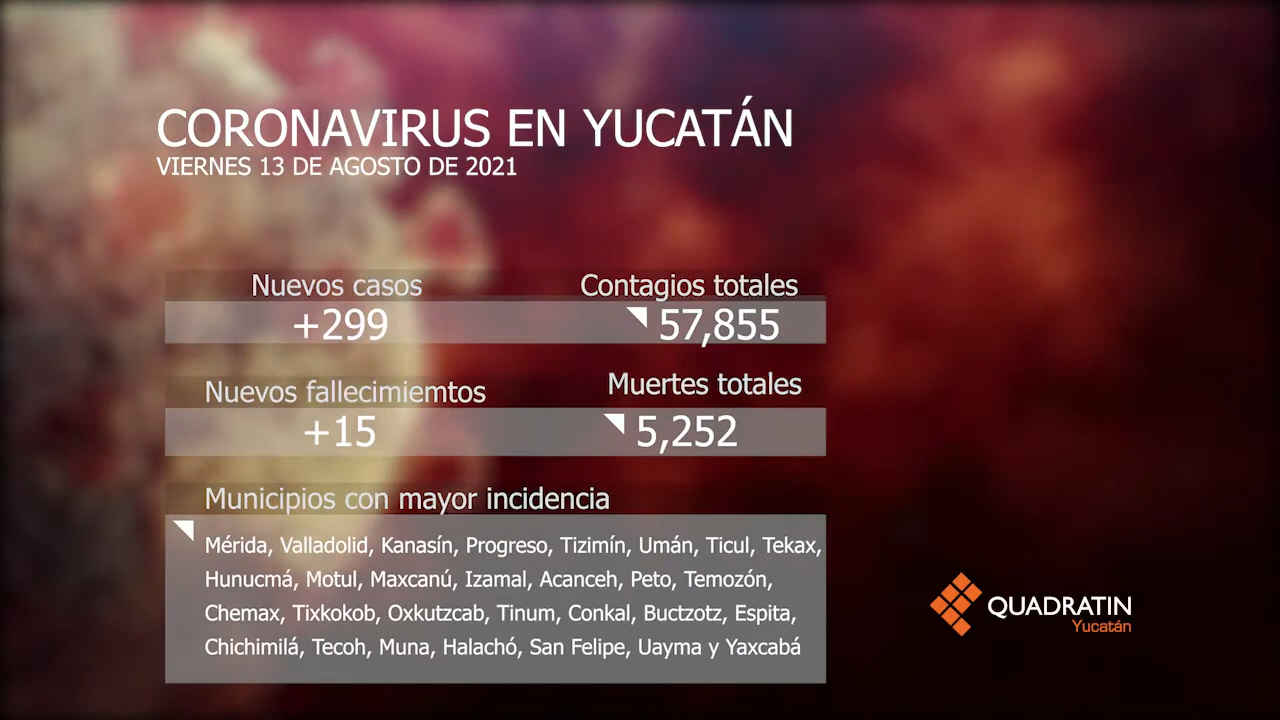 CORONAVIRUS EN YUCATÁN
VIERNES 13 DE AGOSTO DE 2021
Nuevos casos
Contagios totales
+299
57,855
Nuevos fallecimiemtos
Muertes totales
+15
5,252
Municipios con mayor incidencia
Mérida, Valladolid, Kanasín, Progreso, Tizimín, Umán, Ticul, Tekax,
Hunucmá, Motul, Maxcanú, Izamal, Acanceh, Peto, Temozón,
Chemax, Tixkokob, Oxkutzcab, Tinum, Conkal, Buctzotz, Espita,
Chichimilá, Tecoh, Muna, Halachó, San Felipe, Uayma y Yaxcabá
QUADRATIN
Yucatán